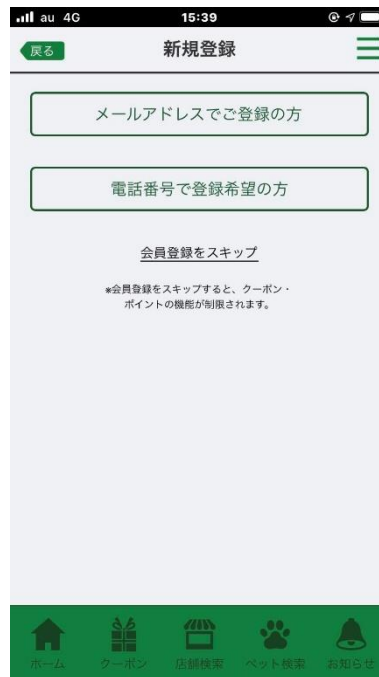 au 4G 15:39
戻る 新規登録
メールアドレスでご登録の方
電話番号で登録希望の方
会員登録をスキップ
*会員登録をスキップすると、クーポン・
ポイントの機能が制限されます。
ホーム クーポン 店舗検索 ペット検索 お知らせ